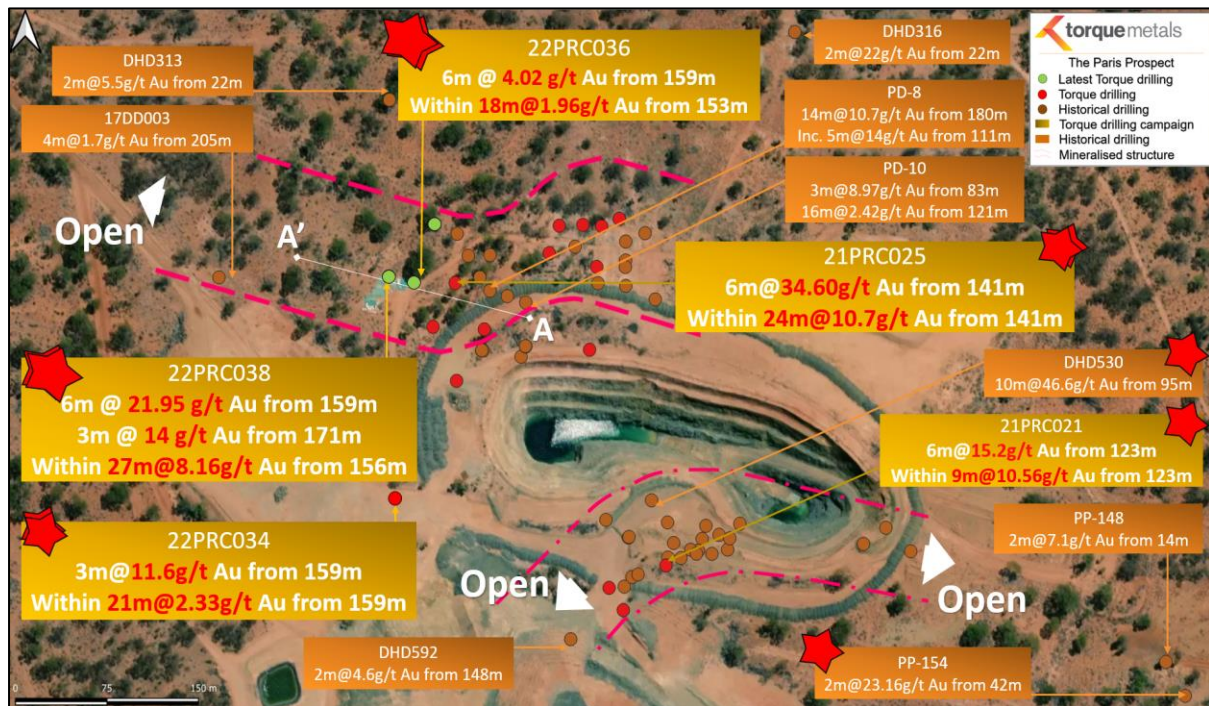 DHD313
2m@5.5g/t Au from 22m
17DD003
4m@1.7g/t Au from 205m
22PRC036
6m @ 4.02 g/t Au from 159m
Within 18m@1.96g/t Au from 153m
DHD316
2m@22g/t Au from 22m
PD-8
14m@10.7g/t Au from 180m
Inc. 5m@14g/t Au from 111m
PD-10
3m@8.97g/t Au from 83m
16m@2.42g/t Au from 121m
torquemetals
The Paris Prospect
Latest Torque drilling
Torque drilling
Historical drilling
Torque drilling campaign
Historical drilling
Mineralised structure
Open
A'
A
21PRC025
6m@34.60g/t Au from 141m
Within 24m@10.7g/t Au from 141m
22PRC038
6m @ 21.95 g/t Au from 159m
3m @ 14 g/t Au from 171m
Within 27m@8.16g/t Au from 156m
DHD530
10m@46.6g/t Au from 95m
21PRC021
6m@15.2g/t Au from 123m
Within 9m@10.56g/t Au from 123m
22PRC034
3m@11.6g/t Au from 159m
Within 21m@2.33g/t Au from 159m
PP-148
2m@7.1g/t Au from 14m
Open
Open
DHD592
2m@4.6g/t Au from 148m
PP-154
2m@23.16g/t Au from 42m
0 75 150 m